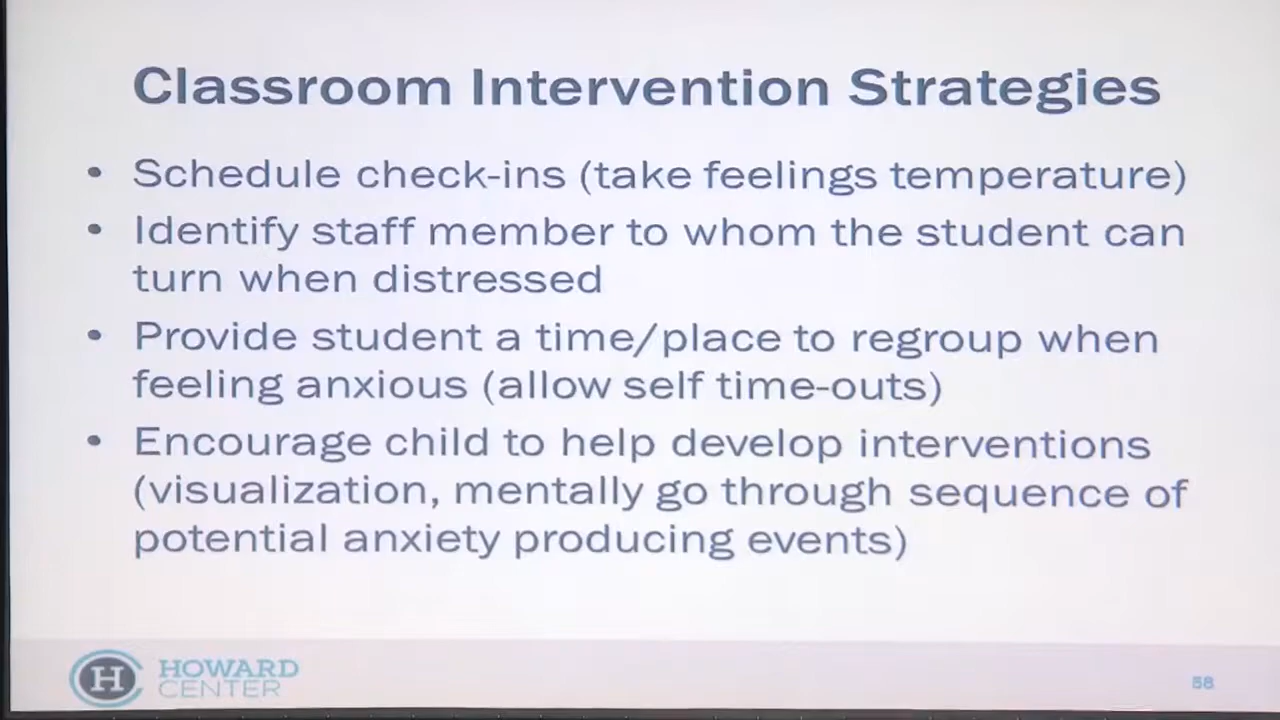 Classroom Intervention Strategies
• Schedule check-ins (take feelings temperature)
• Identify staff member to whom the student can
turn when distressed
• Provide student a time/place to regroup when
feeling anxious (allow self time-outs)
• Encourage child to help develop interventions
(visualization, mentally go through sequence of
potential anxiety producing events)
H HOWARD
CENTER
58